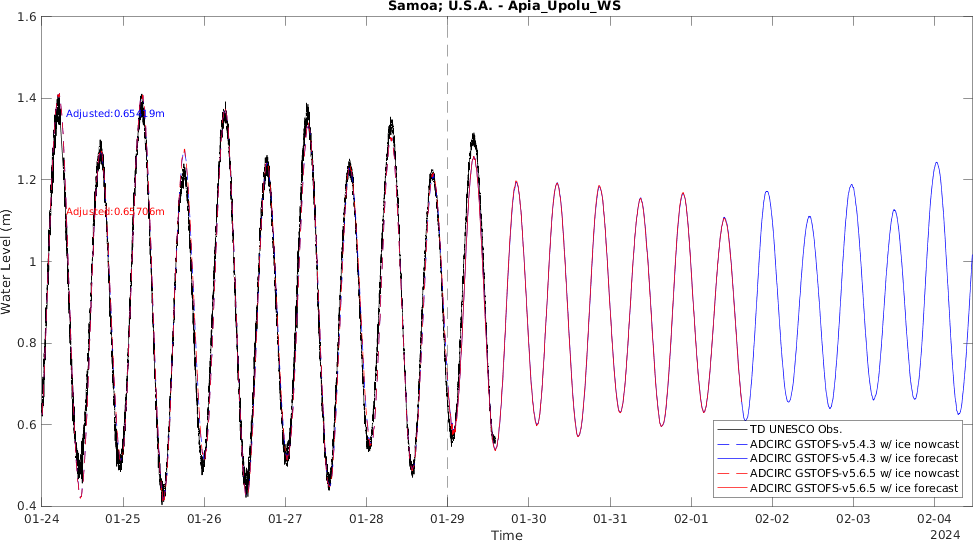 Samoa; U.S.A. - Apia_Upolu_WS
1.6
1.4
1.2
1
0.8
0.6
0.4
Water Level (m)
Adjusted:0.65419m
Adjusted:0.65706m
TD UNESCO Obs.
ADCIRC GSTOFS-v5.4.3 w/ ice nowcast
ADCIRC GSTOFS-v5.4.3 w/ ice forecast
ADCIRC GSTOFS-v5.6.5 w/ ice nowcast
ADCIRC GSTOFS-v5.6.5 w/ ice forecast
01-24 01-25 01-26 01-27 01-28 01-29 01-30 01-31 02-01 02-02 02-03 02-04
Time
2024